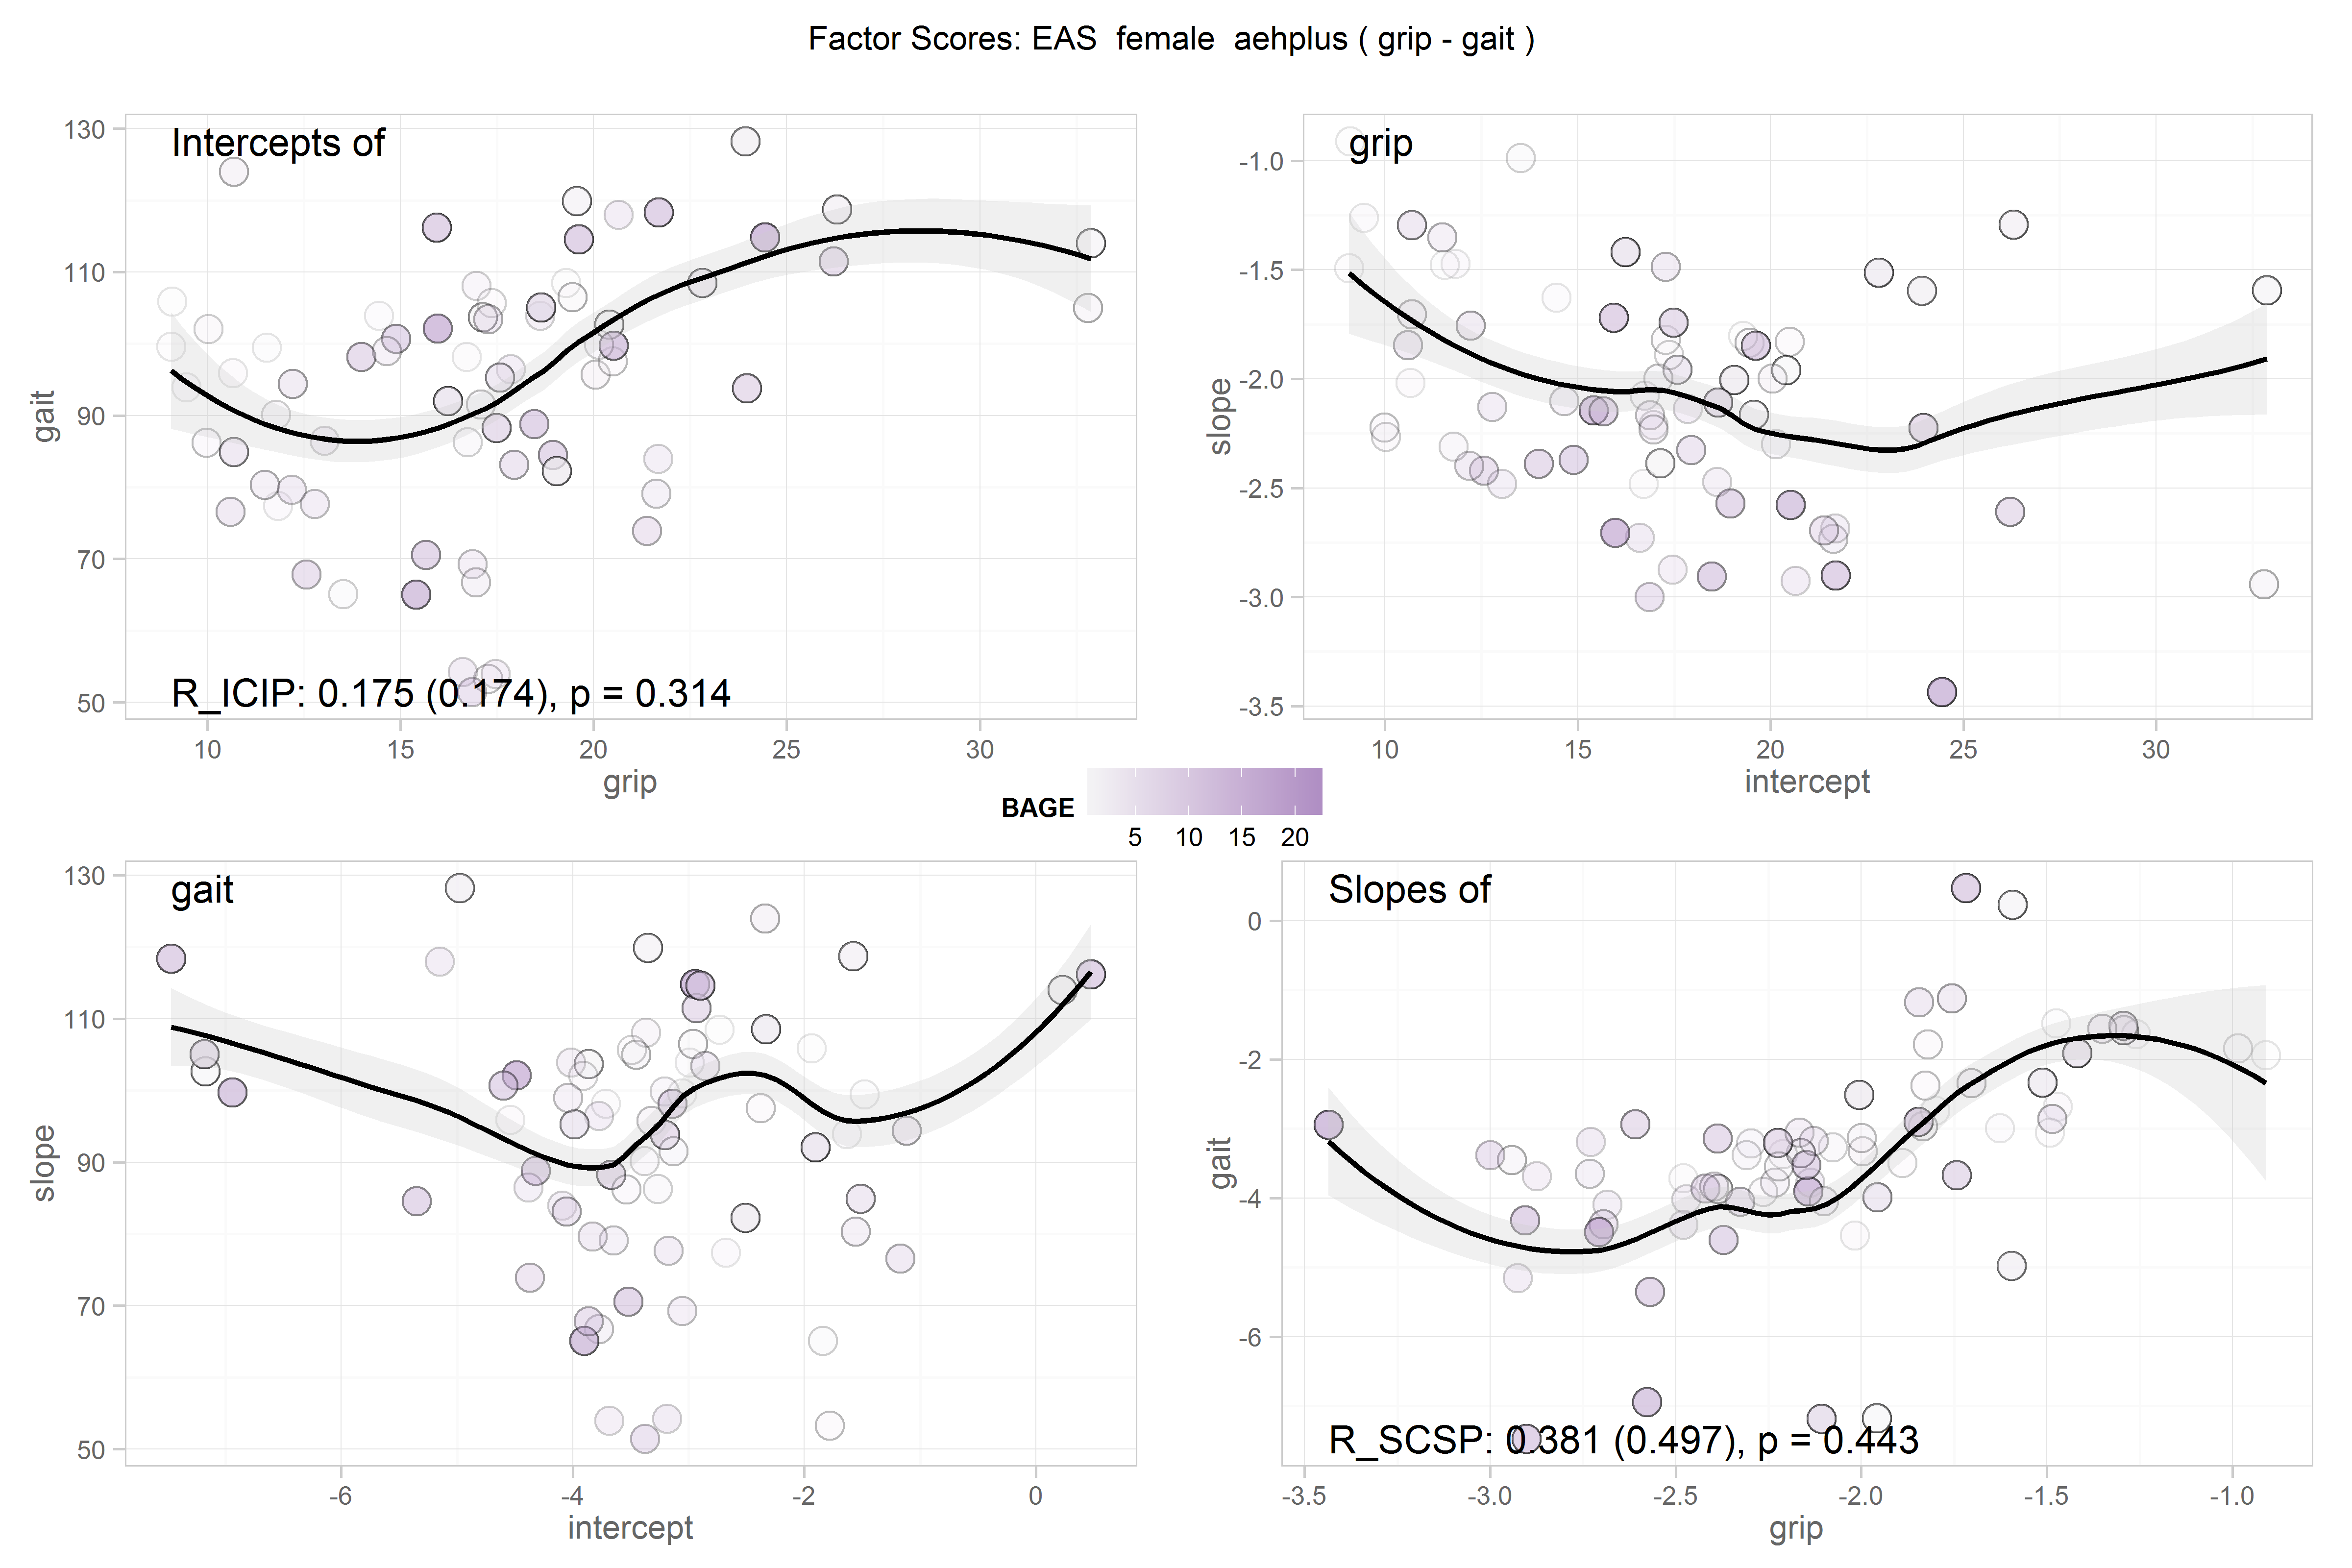 Factor Scores: EAS female aehplus ( grip - gait )
Intercepts of
130
110
90
70
50
gait
R_ICIP: 0.175 (0.174), p = 0.314
10 15 20 25 30
grip
grip
-1.0
-1.5
-2.0
-2.5
-3.0
-3.5
slope
10 15 20 25 30
intercept
BAGE
5 10 15 20
gait
130
110
90
70
50
slope
-6 -4 -2 0
intercept
Slopes of
0
-2
-4
-6
gait
R_SCSP: 0.381 (0.497), p = 0.443
-3.5 -3.0 -2.5 -2.0 -1.5 -1.0
grip